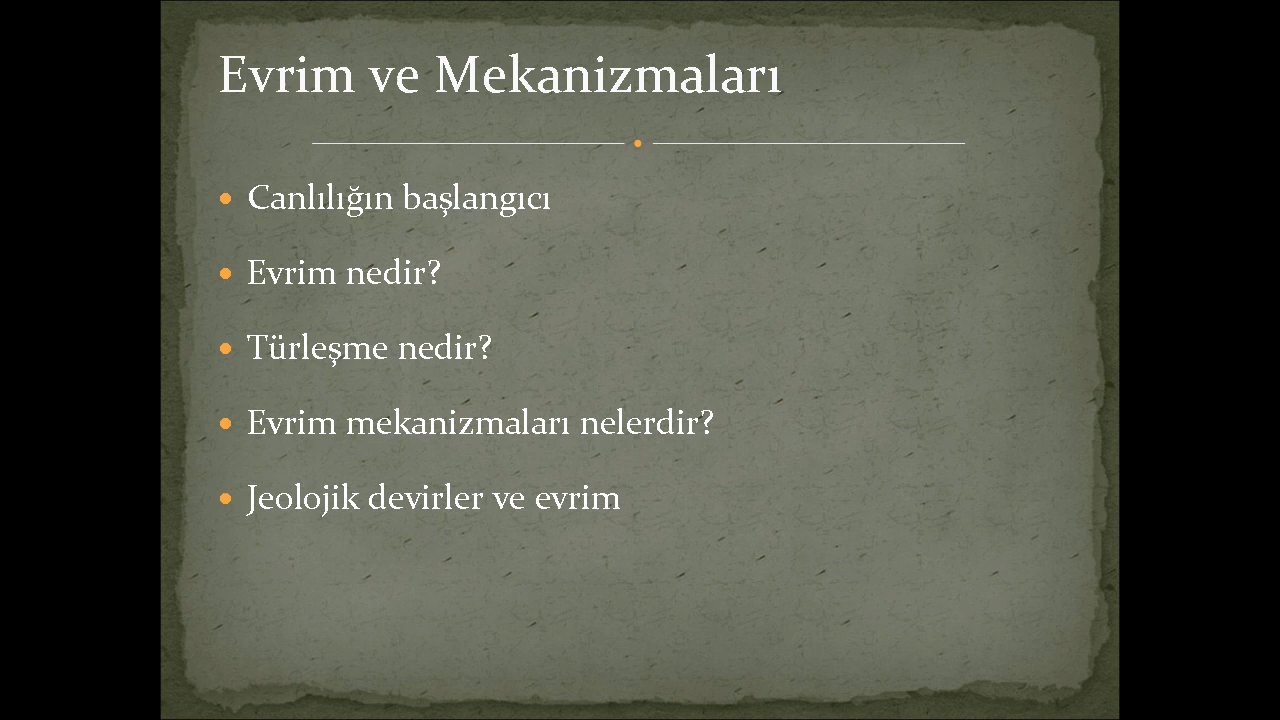 Evrim ve Mekanizmaları
Canlılığın başlangıcı
Evrim nedir?
Türleşme nedir?
Evrim mekanizmaları nelerdir?
Jeolojik devirler ve evrim